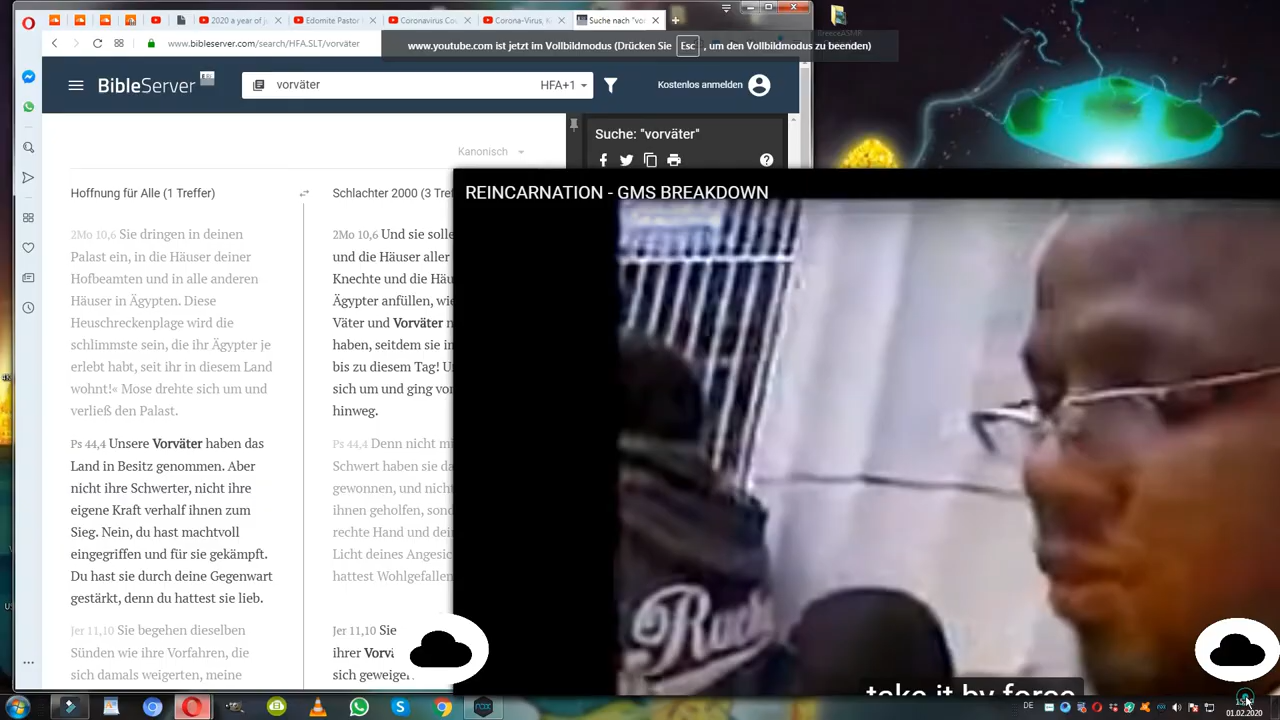 2020 a year of je
Edomite Pastor
Coronavirus Co
Corona-Virus, K
Suche nach "vor
www.bibleserver.com/search/HFA.SLT/vorväter
www.youtube.com ist jetzt im Vollbildmodus (Drücken Sie Esc , um den Vollbildmodus zu beenden)
BibleServer
vorväter
HFA+1
Kostenlos anmelden
Suche: "vorväter"
Kanonisch
Hoffnung für Alle (1 Treffer)
2Mo 10,6 Sie dringen in deinen
Palast ein, in die Häuser deiner
Hofbeamten und in alle anderen
Häuser in Ägypten. Diese
Heuschreckenplage wird die
schlimmste sein, die ihr Ägypter je
erlebt habt, seit ihr in diesem Land
wohnt!« Mose drehte sich um und
verließ den Palast.
Ps 44,4 Unsere Vorväter haben das
Land in Besitz genommen. Aber
nicht ihre Schwerter, nicht ihre
eigene Kraft verhalf ihnen zum
Sieg. Nein, du hast machtvoll
eingegriffen und für sie gekämpft.
Du hast sie durch deine Gegenwart
gestärkt, denn du hattest sie lieb.
Jer 11,10 Sie begehen dieselben
Sünden wie ihre Vorfahren, die
sich damals weigerten, meine
Schlachter 2000 (3 Tref
2Mo 10,6 Und sie solle
und die Häuser aller
Knechte und die Häu
Ägypter anfüllen, wie
Väter und Vorväter n
haben, seitdem sie im
bis zu diesem Tag! U
sich um und ging vor
hinweg.
Ps 44,4 Denn nicht mi
Schwert haben sie da
gewonnen, und nicht
ihnen geholfen, sond
rechte Hand und dei
Licht deines Angesic
hattest Wohlgefallen
Jer 11,10 Sie
ihrer Vorv
sich geweiger
REINCARNATION - GMS BREAKDOWN
take it by force
DE
01.02.2020